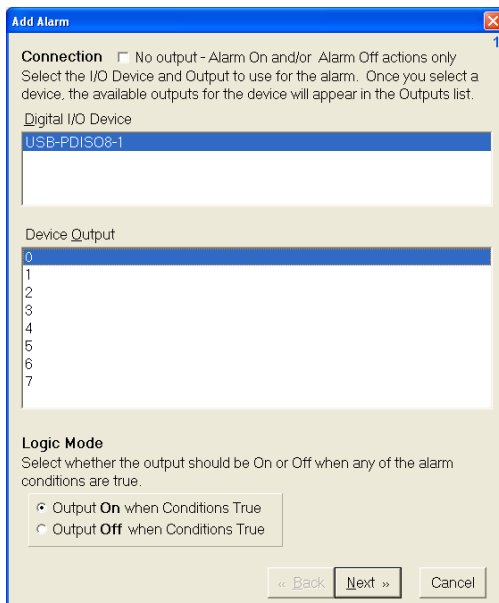 Add Alarm
1
Connection No output - Alarm On and/or Alarm Off actions only
Select the I/O Device and Output to use for the alarm. Once you select a
device, the available outputs for the device will appear in the Outputs list.
Digital I/O Device
USB-PDISO8-1
Device Output
0
1
2
3
4
5
6
7
Logic Mode
Select whether the output should be On or Off when any of the alarm
conditions are true.
Output On when Conditions True
Output Off when Conditions True
« Back Next » Cancel